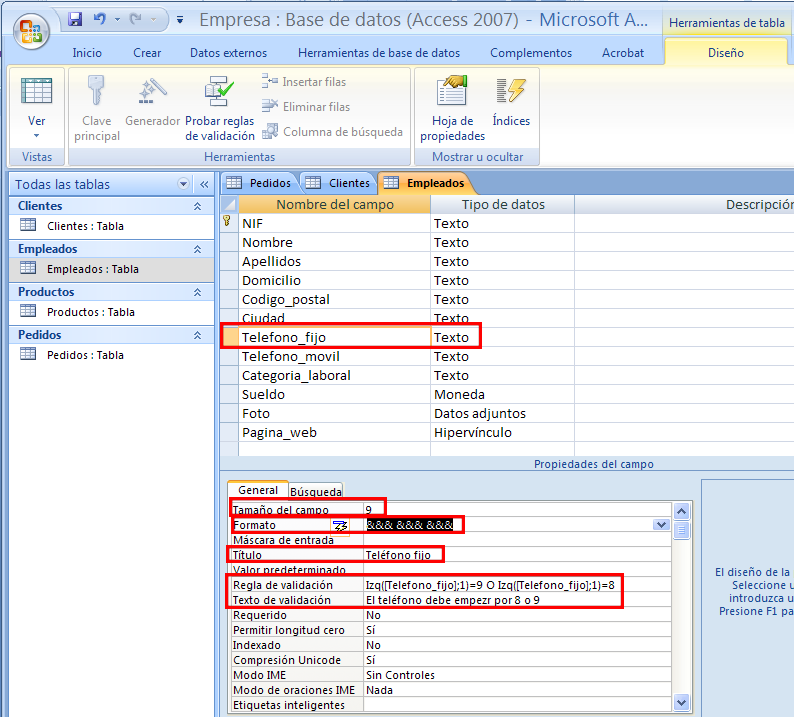 Empresa : Base de datos (Access 2007) - Microsoft A...
Herramientas de tabla
Inicio Crear Datos externos Herramientas de base de datos Complementos Acrobat Diseño
Ver
Vistas
Clave principal
Generador
Probar reglas de validación
Insertar filas
Eliminar filas
Columna de búsqueda
Herramientas
Hoja de propiedades
Índices
Mostrar u ocultar
Todas las tablas
Clientes
Clientes : Tabla
Empleados
Empleados : Tabla
Productos
Productos : Tabla
Pedidos
Pedidos : Tabla
Pedidos Clientes Empleados
Nombre del campo Tipo de datos Descripción
NIF Texto
Nombre Texto
Apellidos Texto
Domicilio Texto
Codigo_postal Texto
Ciudad Texto
Telefono_fijo Texto
Telefono_movil Texto
Categoria_laboral Texto
Sueldo Moneda
Foto Datos adjuntos
Pagina_web Hipervínculo
Propiedades del campo
General Búsqueda
Tamaño del campo 9
Formato &&& &&& &&&
Máscara de entrada
Título Teléfono fijo
Valor predeterminado
Regla de validación Izq([Telefono_fijo];1)=9 O Izq([Telefono_fijo];1)=8
Texto de validación El teléfono debe empezr por 8 o 9
Requerido No
Permitir longitud cero Sí
Indexado No
Compresión Unicode Sí
Modo IME Sin Controles
Modo de oraciones IME Nada
Etiquetas inteligentes
El diseño de la
Seleccione u
introduzca u
Presione F1 pa